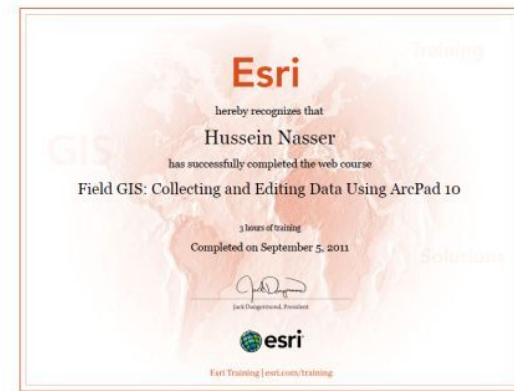 Training
Esri
hereby recognizes that
Hussein Nasser
GIS
has successfully completed the web course
Field GIS: Collecting and Editing Data Using ArcPad 10
3 hours of training
Completed on September 5, 2011
Solutions
Jack Dangermond, President
esri
Esri Training | esri.com/training